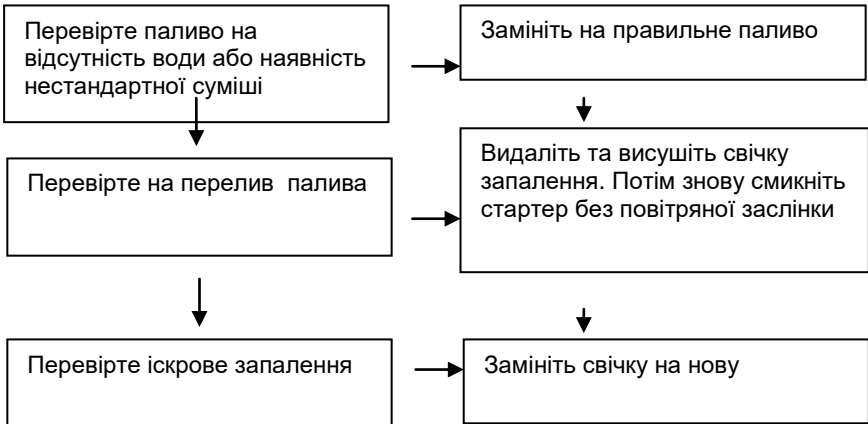 Перевірте паливо на
відсутність води або наявність
нестандартної суміші
Замініть на правильне паливо
Перевірте на перелив палива
Видаліть та висушіть свічку
запалення. Потім знову смикніть
стартер без повітряної заслінки
Перевірте іскрове запалення
Замініть свічку на нову